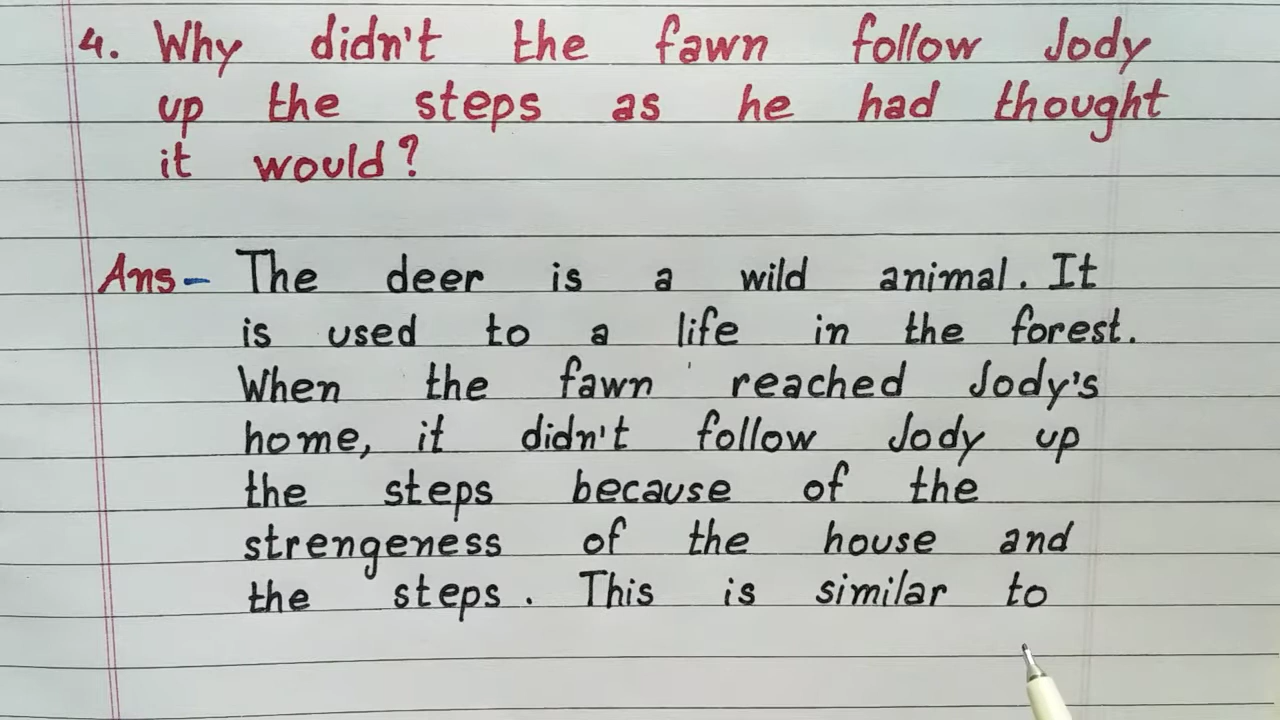 4. Why didn't the fawn follow Jody
up the steps as he had thought
it would?
Ans- The deer is a wild animal. It
is used to a life in the forest.
When the fawn reached Jody's
home, it didn't follow Jody up
the steps because of the
strengeness of the house and
the steps. This is similar to